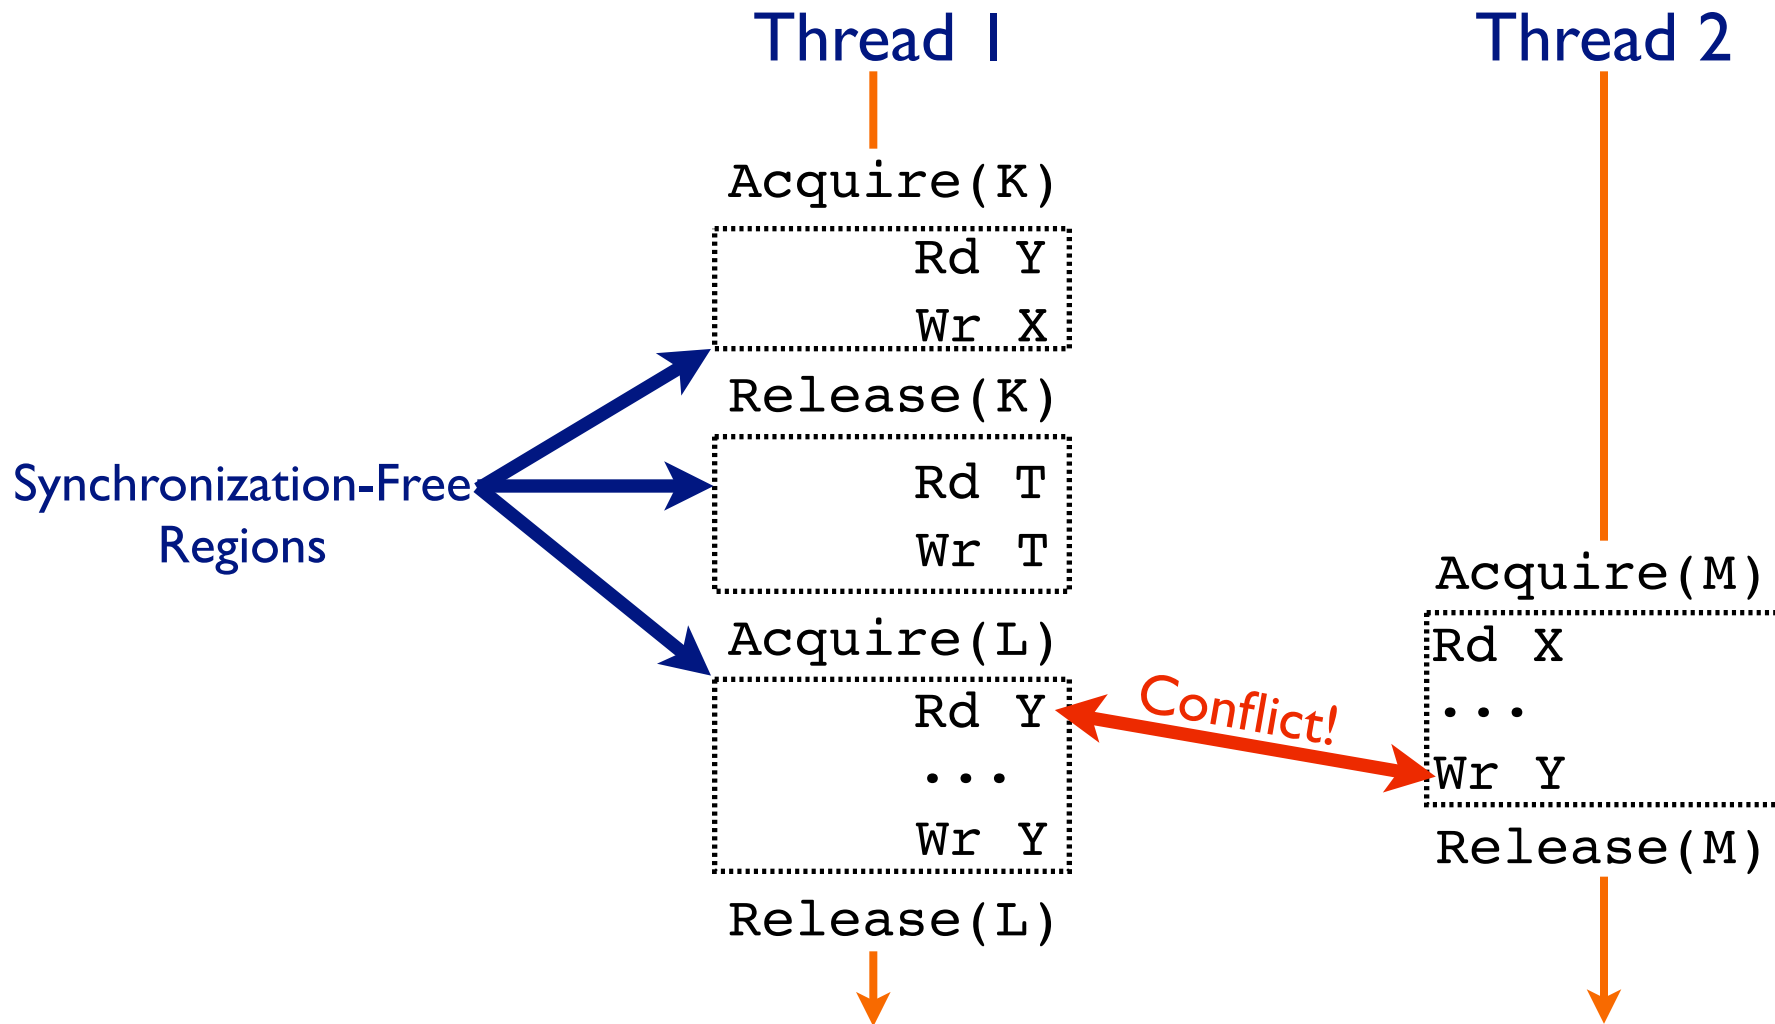 Thread 1
Thread 2
Acquire(K)
Rd Y
Wr X
Release(K)
Synchronization-Free
Regions
Rd T
Wr T
Acquire(L)
Rd Y
...
Wr Y
Release(L)
Conflict!
Acquire(M)
Rd X
...
Wr Y
Release(M)